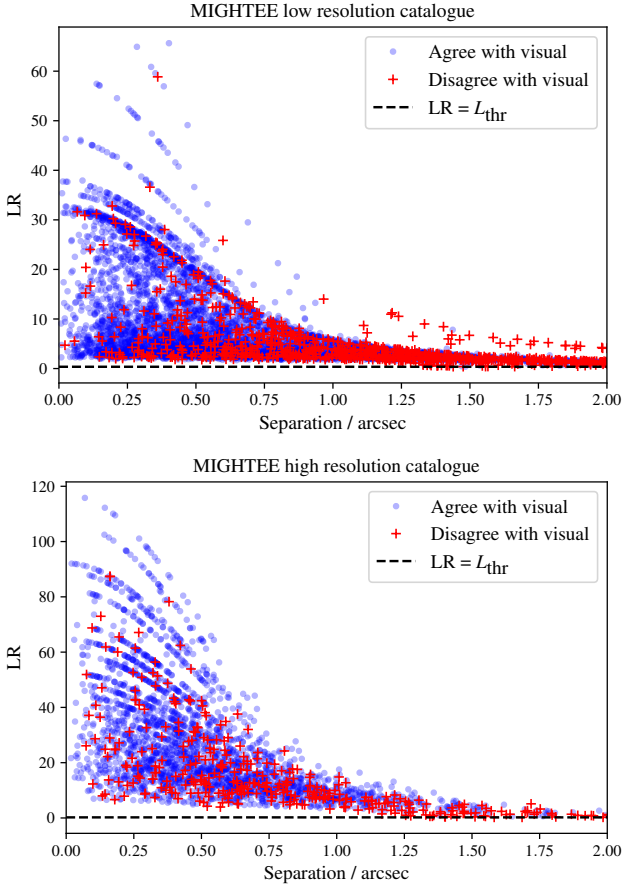 MIGHTEE low resolution catalogue
Agree with visual
Disagree with visual
LR = Lthr
60
50
40
30
20
10
0
LR
0.00 0.25 0.50 0.75 1.00 1.25 1.50 1.75 2.00
Separation / arcsec
MIGHTEE high resolution catalogue
Agree with visual
Disagree with visual
LR = Lthr
120
100
80
60
40
20
0
LR
0.00 0.25 0.50 0.75 1.00 1.25 1.50 1.75 2.00
Separation / arcsec